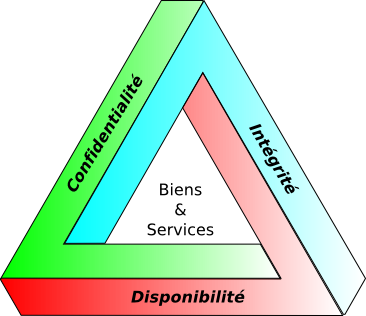 Confidentialité
Intégrité
Biens
&
Services
Disponibilité